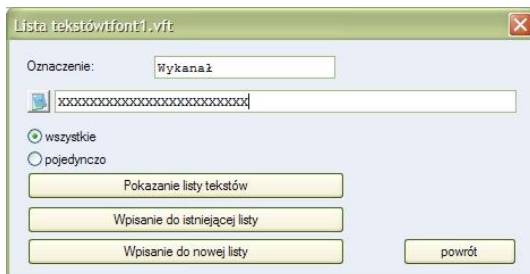 Lista tekstówtfont1.vft
Oznaczenie: Wykanał
xxxxxxxxxxxxxxxxxxxxxxxx
wszystkie
pojedynczo
Pokazanie listy tekstów
Wpisanie do istniejącej listy
Wpisanie do nowej listy powrót